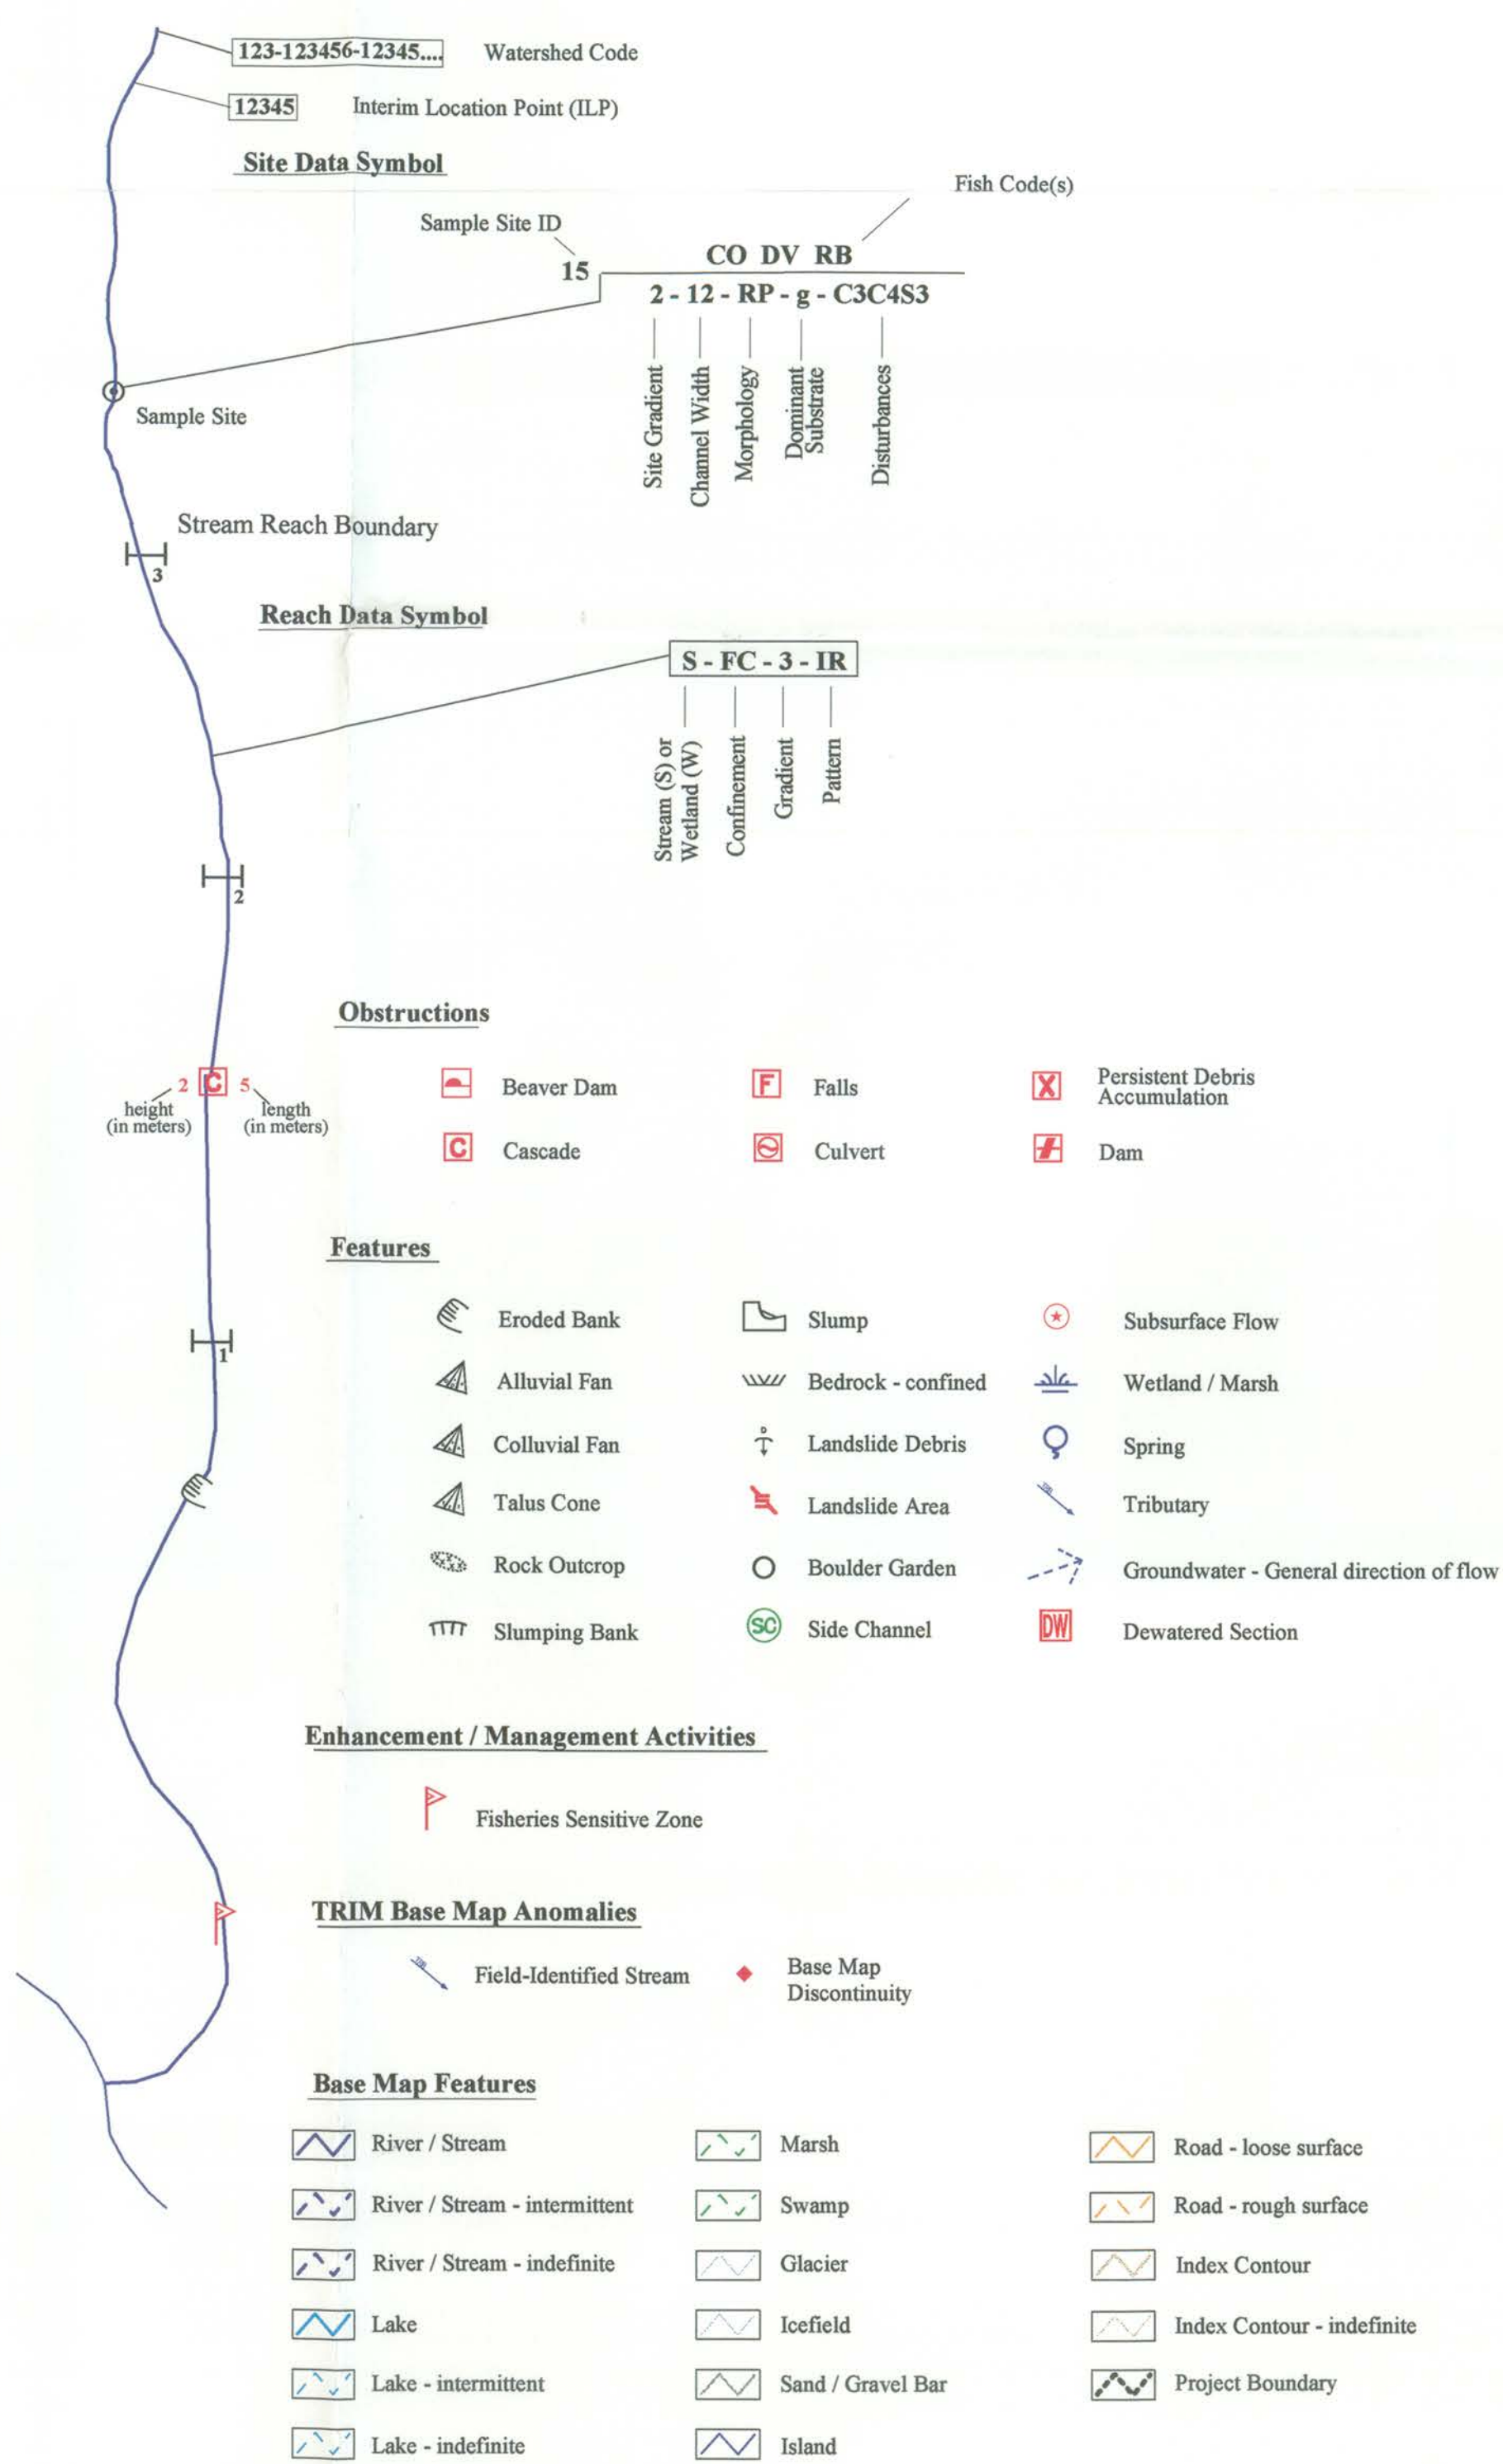 123-123456-12345.... Watershed Code
12345 Interim Location Point (ILP)
Site Data Symbol
Fish Code(s)
Sample Site ID
CO DV RB
15
2 - 12 - RP - g - C3C4S3
Site Gradient
Channel Width
Morphology
Dominant
Substrate
Disturbances
Sample Site
Stream Reach Boundary
3
Reach Data Symbol
S - FC - 3 - IR
Stream (S) or
Wetland (W)
Confinement
Gradient
Pattern
2
Obstructions
2 C 5
height
(in meters)
length
(in meters)
Beaver Dam
F Falls
X Persistent Debris
Accumulation
C Cascade
Culvert
Dam
Features
1
Eroded Bank
Slump
Subsurface Flow
Alluvial Fan
Bedrock - confined
Wetland / Marsh
Colluvial Fan
D Landslide Debris
Spring
Talus Cone
Landslide Area
Tributary
Rock Outcrop
Boulder Garden
Groundwater - General direction of flow
Slumping Bank
SC Side Channel
DW Dewatered Section
Enhancement / Management Activities
Fisheries Sensitive Zone
TRIM Base Map Anomalies
Field-Identified Stream
Base Map
Discontinuity
Base Map Features
River / Stream
Marsh
Road - loose surface
River / Stream - intermittent
Swamp
Road - rough surface
River / Stream - indefinite
Glacier
Index Contour
Lake
Icefield
Index Contour - indefinite
Lake - intermittent
Sand / Gravel Bar
Project Boundary
Lake - indefinite
Island